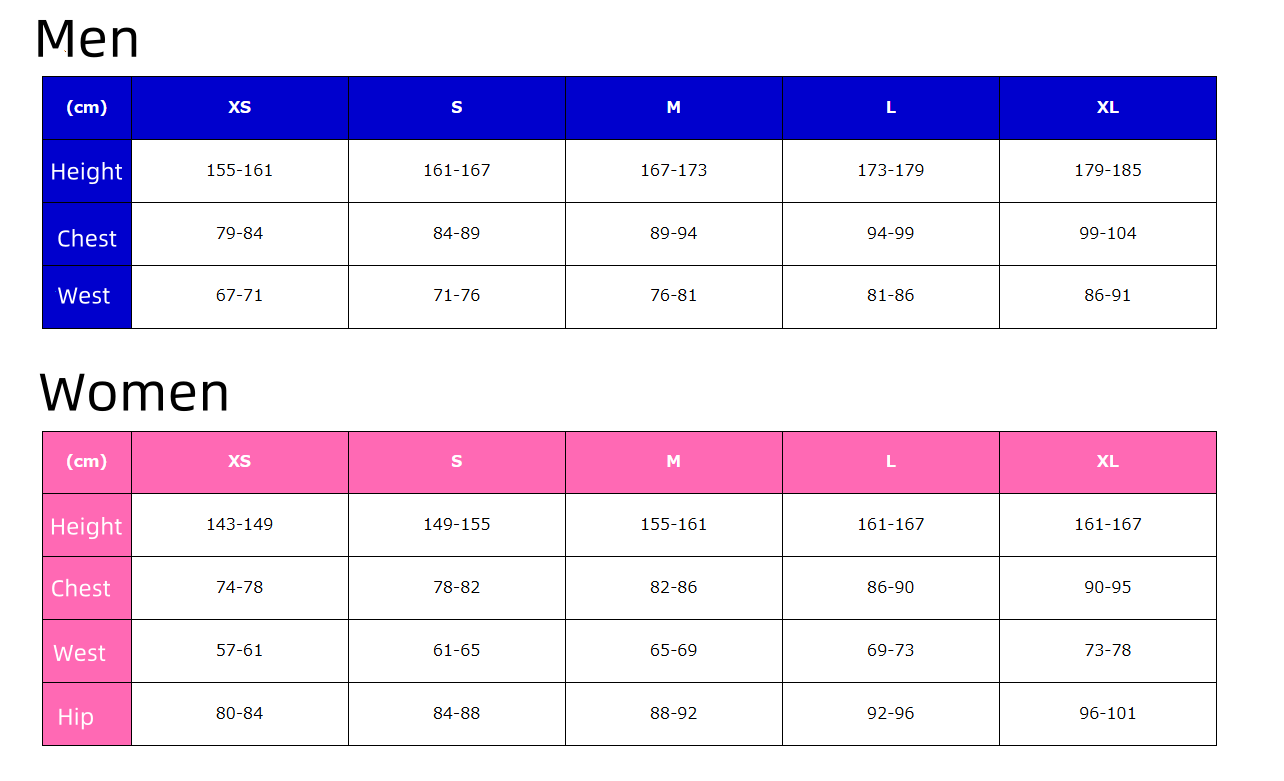 Men
(cm) XS S M L XL
Height 155-161 161-167 167-173 173-179 179-185
Chest 79-84 84-89 89-94 94-99 99-104
West 67-71 71-76 76-81 81-86 86-91
Women
(cm) XS S M L XL
Height 143-149 149-155 155-161 161-167 161-167
Chest 74-78 78-82 82-86 86-90 90-95
West 57-61 61-65 65-69 69-73 73-78
Hip 80-84 84-88 88-92 92-96 96-101